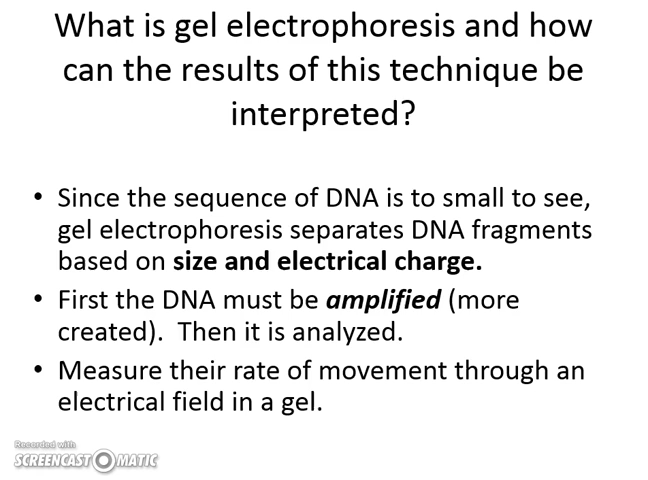 What is gel electrophoresis and how
can the results of this technique be
interpreted?
• Since the sequence of DNA is to small to see,
gel electrophoresis separates DNA fragments
based on size and electrical charge.
• First the DNA must be amplified (more
created).  Then it is analyzed.
• Measure their rate of movement through an
electrical field in a gel.
Recorded with
SCREENCAST-O-MATIC